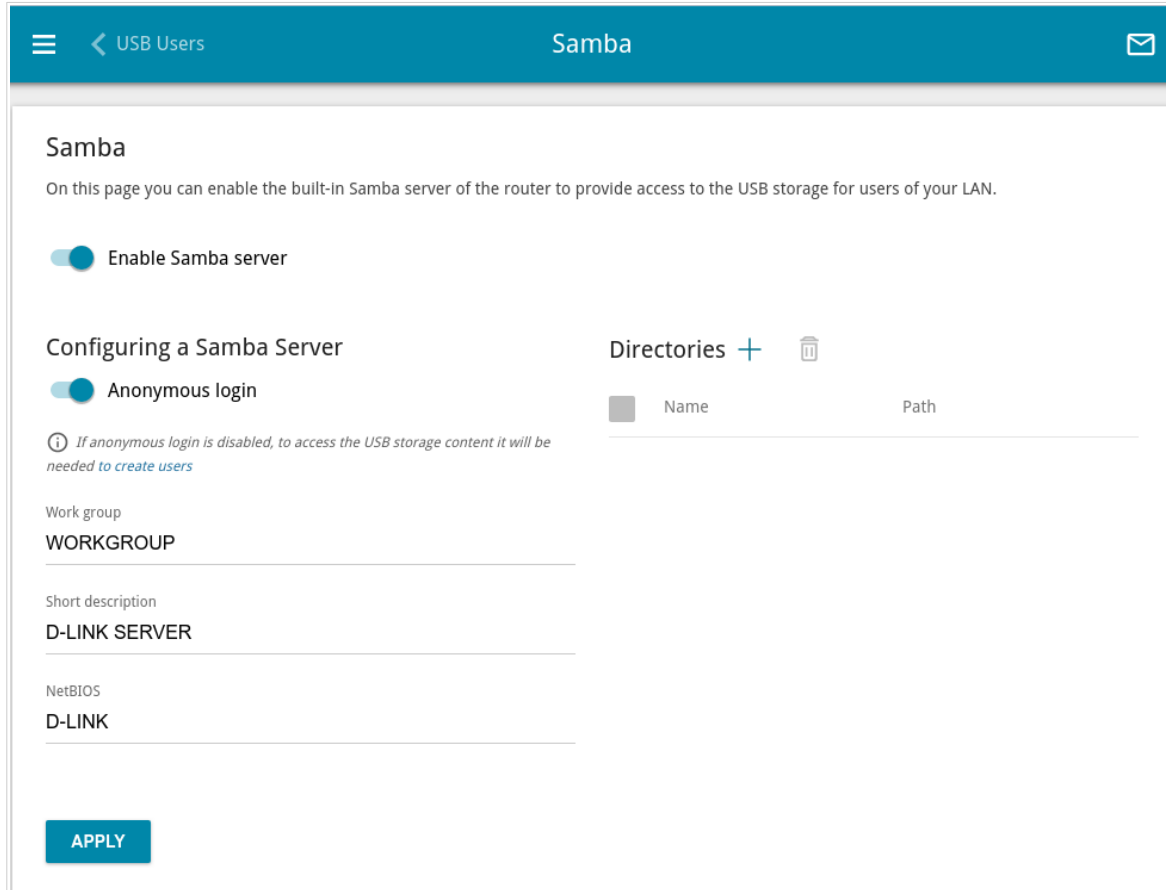 USB Users
Samba
Samba
On this page you can enable the built-in Samba server of the router to provide access to the USB storage for users of your LAN.
Enable Samba server
Configuring a Samba Server
Anonymous login
If anonymous login is disabled, to access the USB storage content it will be
needed to create users
Work group
WORKGROUP
Short description
D-LINK SERVER
NetBIOS
D-LINK
APPLY
Directories
Name Path